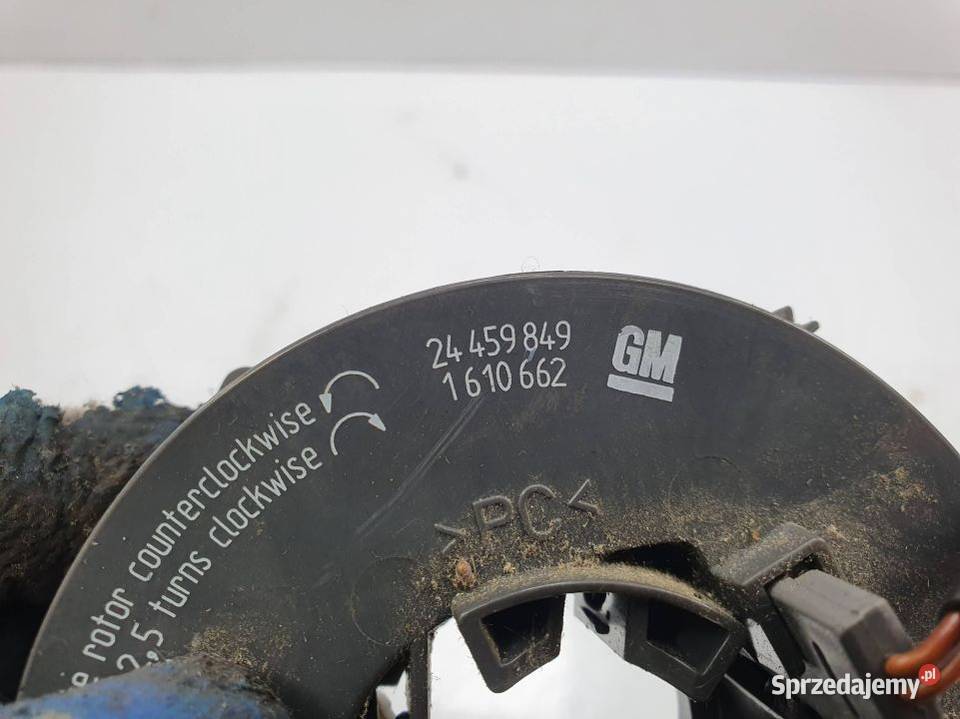 24 459 849
1 610 662
GM
rotor counterclockwise
2,5 turns clockwise
>PC<
Sprzedajemy.pl